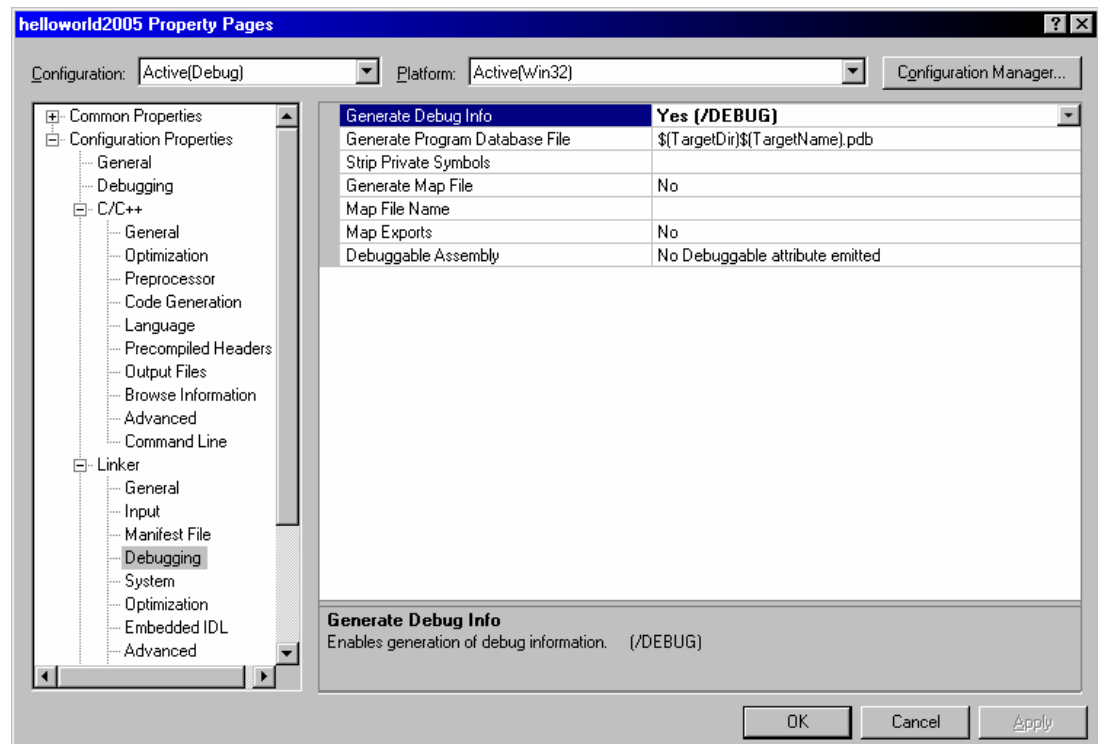 helloworld2005 Property Pages
Configuration: Active(Debug) Platform: Active(Win32) Configuration Manager...
Common Properties
Configuration Properties
General
Debugging
C/C++
General
Optimization
Preprocessor
Code Generation
Language
Precompiled Headers
Output Files
Browse Information
Advanced
Command Line
Linker
General
Input
Manifest File
Debugging
System
Optimization
Embedded IDL
Advanced
Generate Debug Info Yes (/DEBUG)
Generate Program Database File $(TargetDir)$(TargetName).pdb
Strip Private Symbols
Generate Map File No
Map File Name
Map Exports No
Debuggable Assembly No Debuggable attribute emitted
Generate Debug Info
Enables generation of debug information. (/DEBUG)
OK Cancel Apply